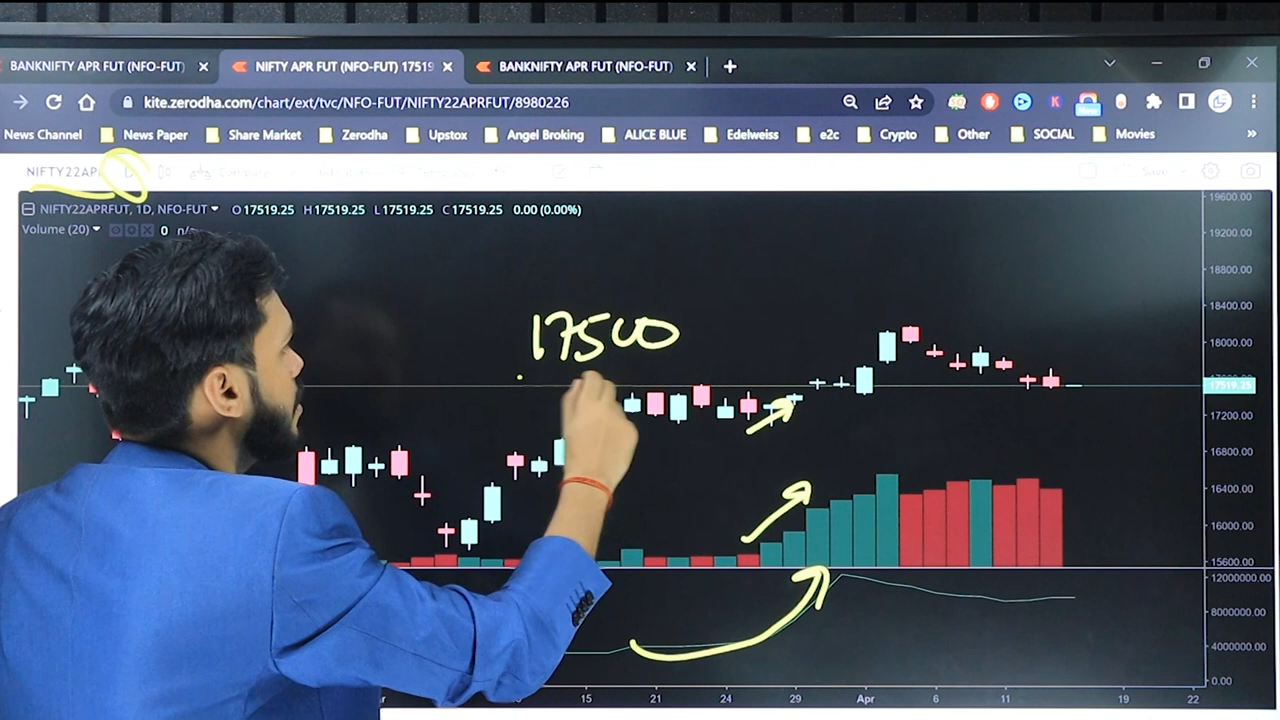 BANKNIFTY APR FUT (NFO-FUT)
NIFTY APR FUT (NFO-FUT) 17519
BANKNIFTY APR FUT (NFO-FUT)
kite.zerodha.com/chart/ext/tvc/NFO-FUT/NIFTY22APRFUT/8980226
News Channel News Paper Share Market Zerodha Upstox Angel Broking ALICE BLUE Edelweiss e2c Crypto Other SOCIAL Movies »
NIFTY22AP
Compare
Save
NIFTY22APRFUT, 1D, NFO-FUT O17519.25 H17519.25 L17519.25 C17519.25 0.00 (0.00%)
Volume (20) 0 n/
17500
19600.00
19200.00
18800.00
18400.00
18000.00
17519.25
17200.00
16800.00
16400.00
16000.00
15600.00
12000000.00
8000000.00
4000000.00
0.00
15 21 24 29 Apr 6 11 19 22